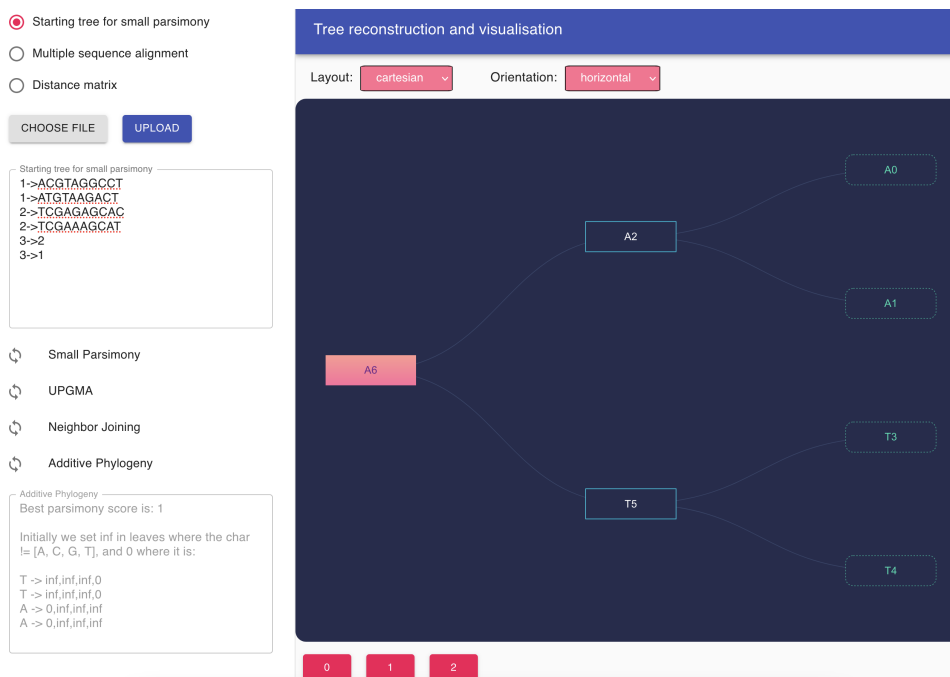 Starting tree for small parsimony
Multiple sequence alignment
Distance matrix
CHOOSE FILE
UPLOAD
Starting tree for small parsimony
1->ACGTAGGCCT
1->ATGTAAGACT
2->TCGAGAGCAC
2->TCGAAAGCAT
3->2
3->1
Small Parsimony
UPGMA
Neighbor Joining
Additive Phylogeny
Additive Phylogeny
Best parsimony score is: 1
Initially we set inf in leaves where the char
!= [A, C, G, T], and 0 where it is:
T -> inf,inf,inf,0
T -> inf,inf,inf,0
A -> 0,inf,inf,inf
A -> 0,inf,inf,inf
Tree reconstruction and visualisation
Layout: cartesian
Orientation: horizontal
A0
A2
A1
A6
T3
T5
T4
0
1
2